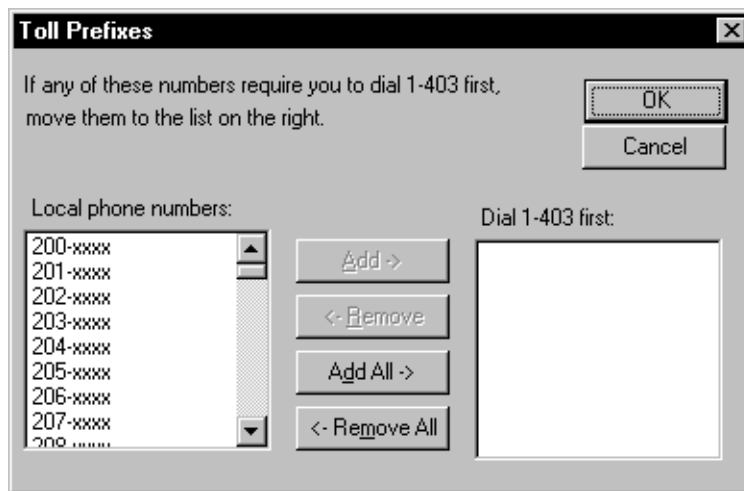 Toll Prefixes
If any of these numbers require you to dial 1-403 first,
move them to the list on the right.
OK
Cancel
Local phone numbers:
Dial 1-403 first:
200-xxxx
201-xxxx
202-xxxx
203-xxxx
204-xxxx
205-xxxx
206-xxxx
207-xxxx
Add ->
<- Remove
Add All ->
<- Remove All